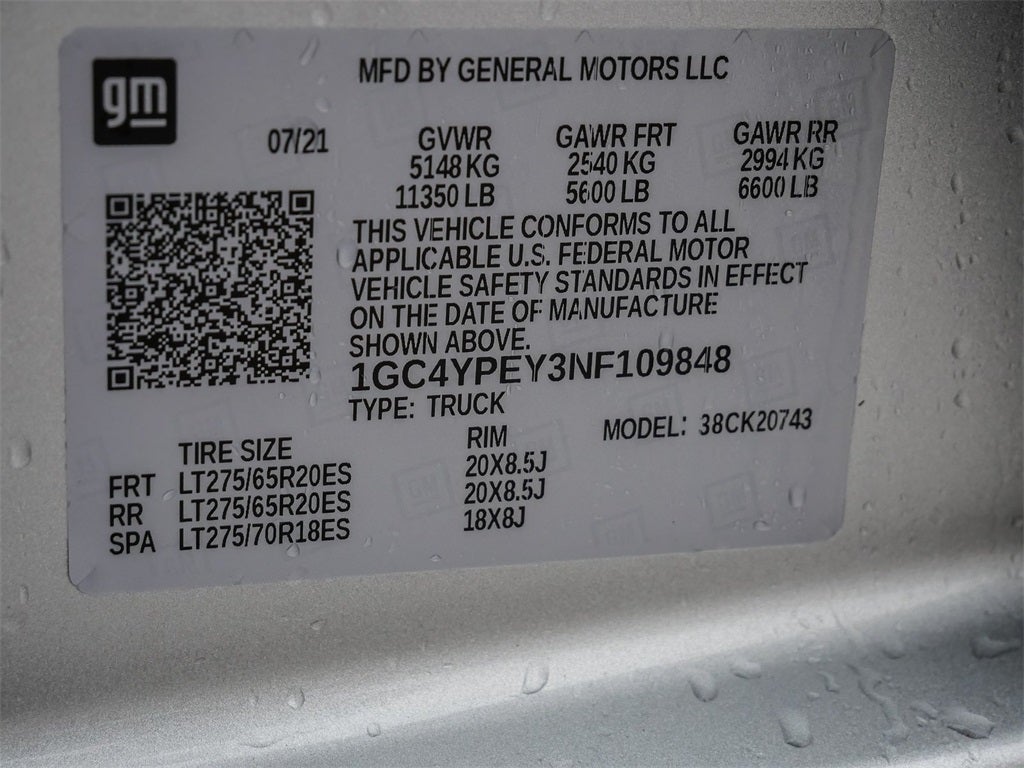 gm
MFD BY GENERAL MOTORS LLC
07/21 GVWR GAWR FRT GAWR RR
5148 KG 2540 KG 2994 KG
11350 LB 5600 LB 6600 LB
THIS VEHICLE CONFORMS TO ALL
APPLICABLE U.S. FEDERAL MOTOR
VEHICLE SAFETY STANDARDS IN EFFECT
ON THE DATE OF MANUFACTURE
SHOWN ABOVE.
1GC4YPEY3NF109848
TYPE: TRUCK
MODEL: 38CK20743
TIRE SIZE RIM
FRT LT275/65R20ES 20X8.5J
RR LT275/65R20ES 20X8.5J
SPA LT275/70R18ES 18X8J